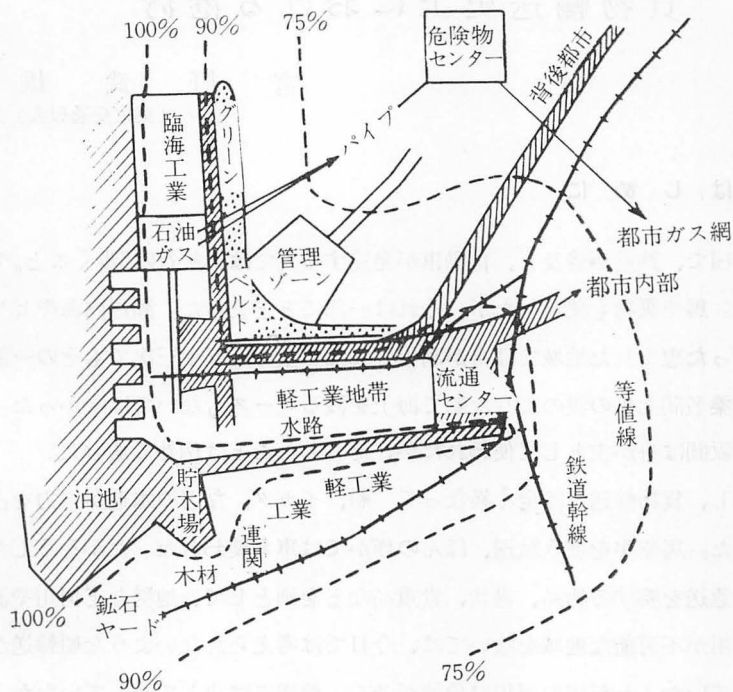 100%
90%
75%
危険物
センター
背後都市
臨海工業
グリーンベルト
パイプ
石油
ガス
管理
ゾーン
都市ガス網
都市内部
軽工業地帯
水路
流通
センター
等値線
鉄道幹線
泊池
貯木場
木材
連関
工業
軽工業
鉱石
ヤード
100%
90%
75%